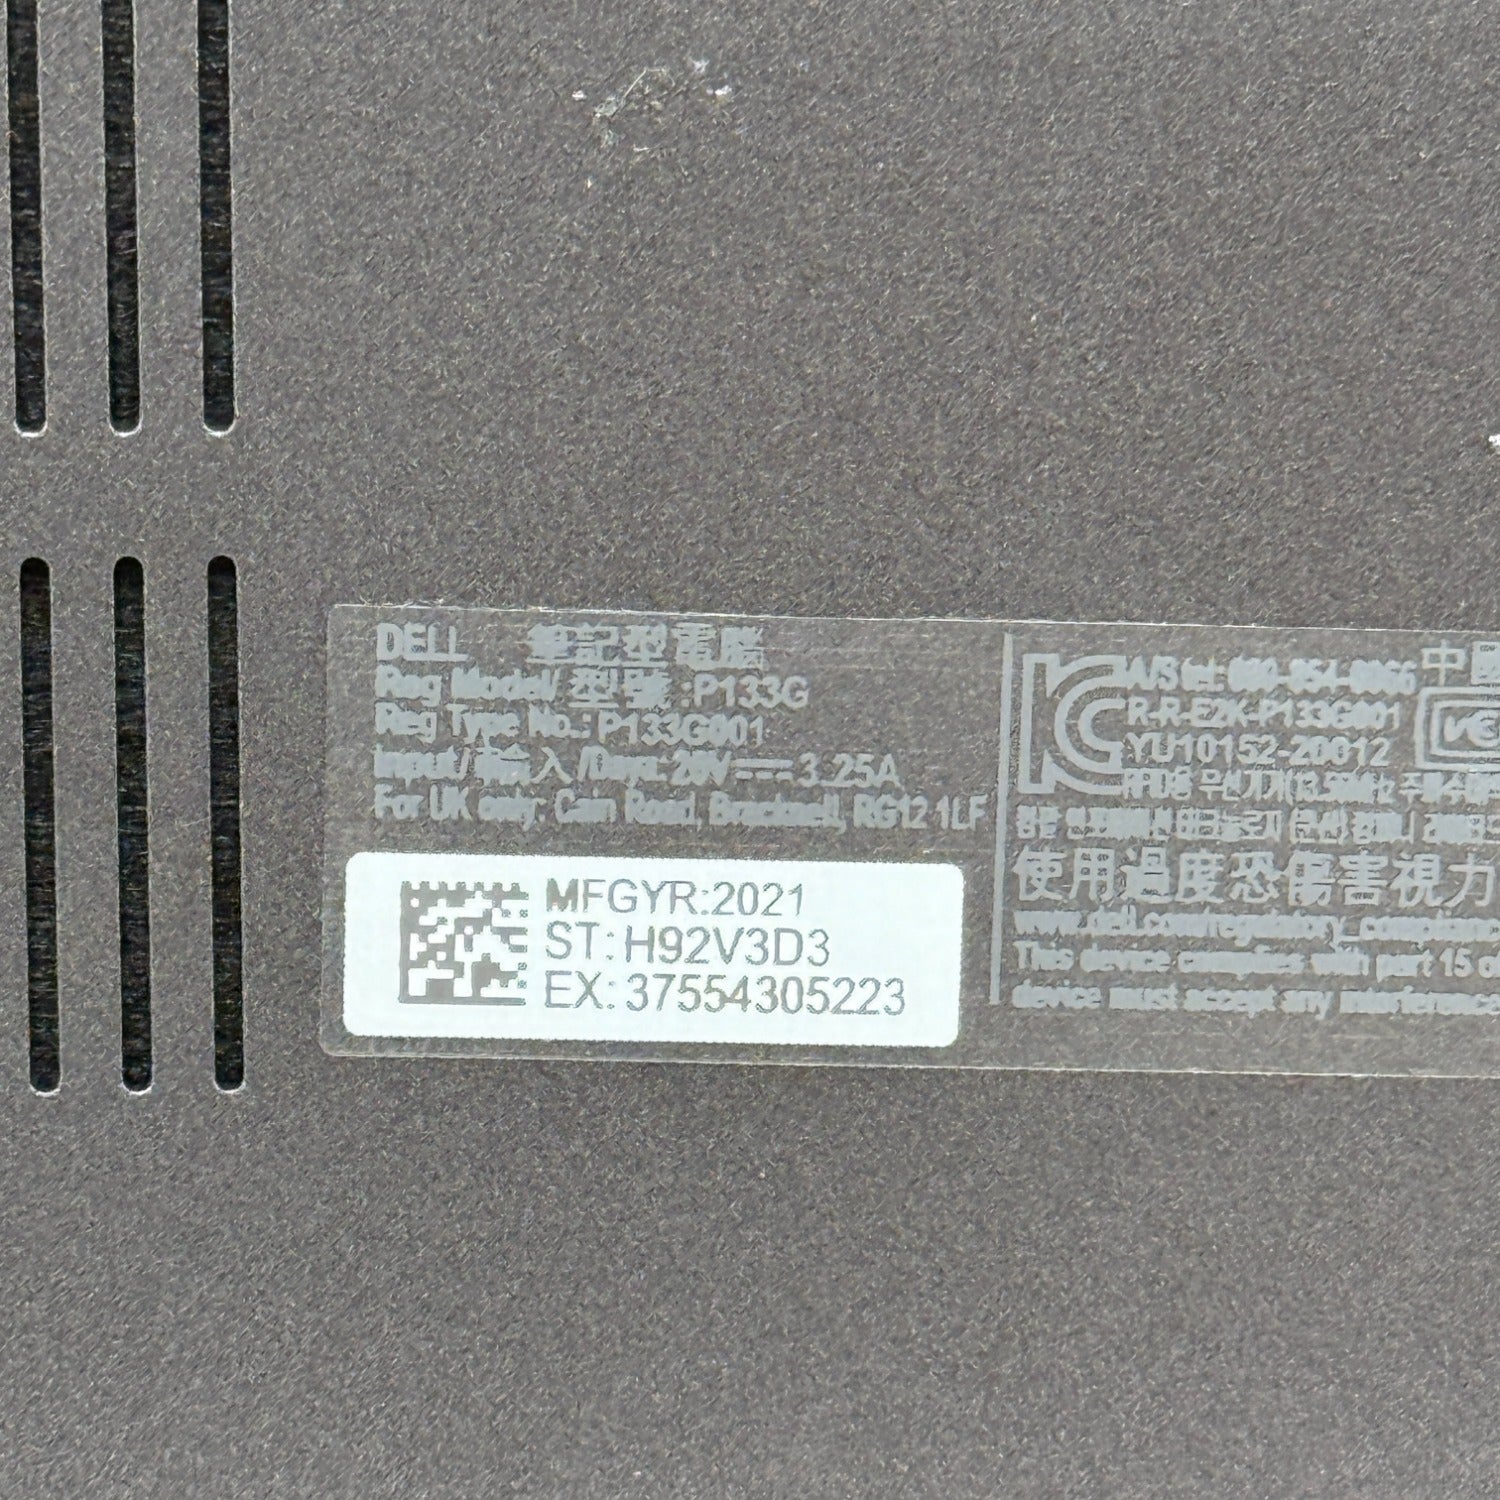 DELL 筆記型電腦
Reg Model/ 型號 :P133G
Reg Type No.: P133G001
Input/ 輸入 20V⎓3.25A
For UK only: Cain Road, Bracknell, RG12 1LF
MFGYR:2021
ST: H92V3D3
EX: 37554305223
A/S tel:
R-R-E2K-P133G001
YU10152-20012
使用過度恐傷害視力
www.dell.com/regulatory_compliance
This device complies with part 15 of
device must accept any interference